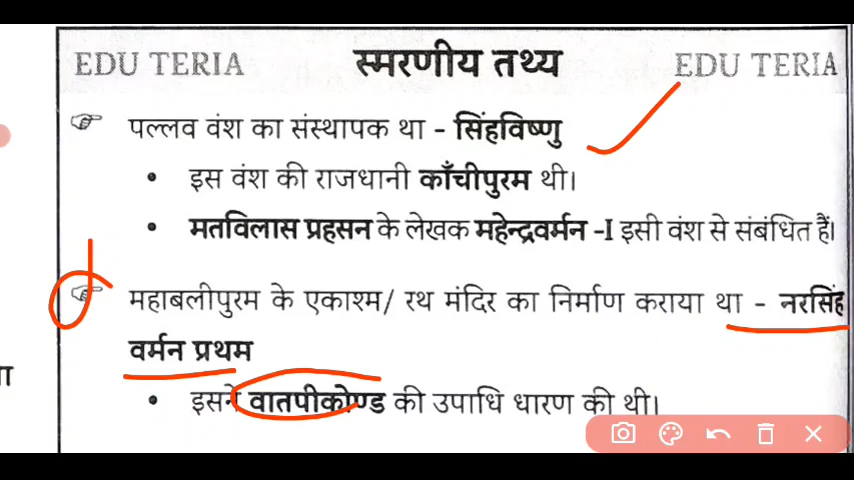 EDU TERIA स्मरणीय तथ्य EDU TERIA
पल्लव वंश का संस्थापक था - सिंहविष्णु
• इस वंश की राजधानी काँचीपुरम थी।
• मतविलास प्रहसन के लेखक महेन्द्रवर्मन -I इसी वंश से संबंधित हैं।
महाबलीपुरम के एकाश्म/ रथ मंदिर का निर्माण कराया था - नरसिंह
वर्मन प्रथम
• इसने वातपीकोण्ड की उपाधि धारण की थी।